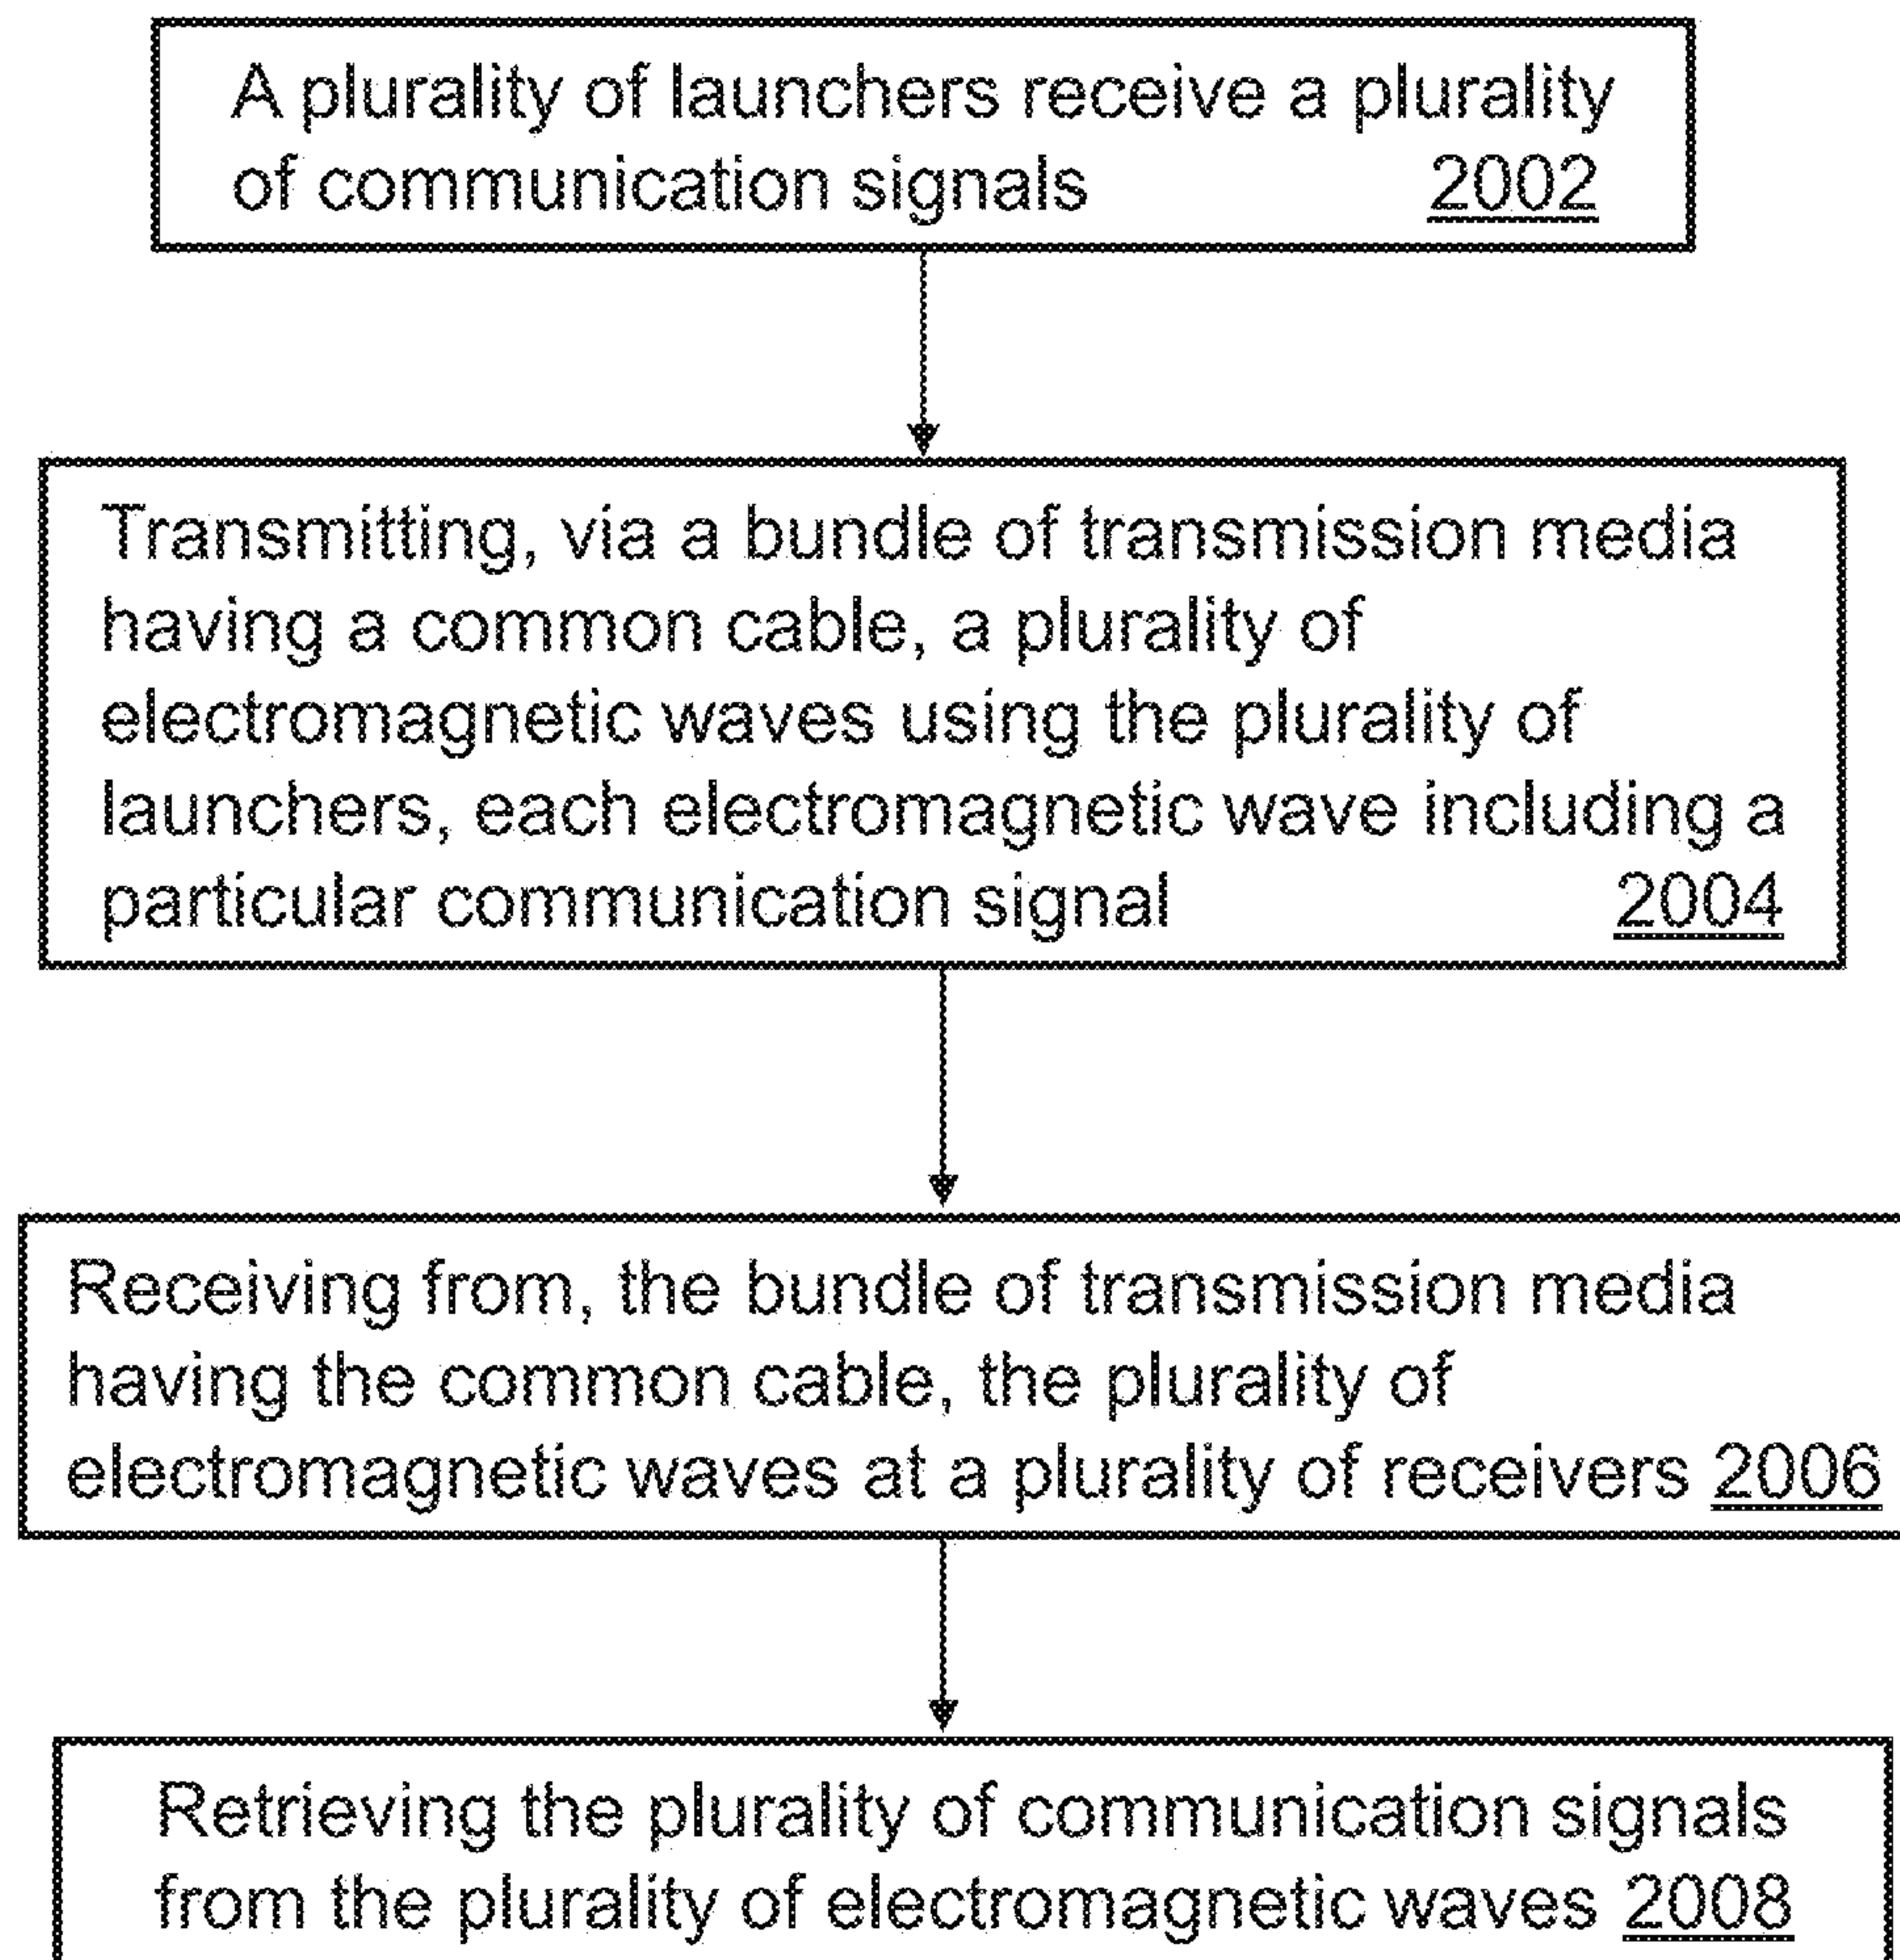 A plurality of launchers receive a plurality
of communication signals 2002
Transmitting, via a bundle of transmission media
having a common cable, a plurality of
electromagnetic waves using the plurality of
launchers, each electromagnetic wave including a
particular communication signal 2004
Receiving from, the bundle of transmission media
having the common cable, the plurality of
electromagnetic waves at a plurality of receivers 2006
Retrieving the plurality of communication signals
from the plurality of electromagnetic waves 2008